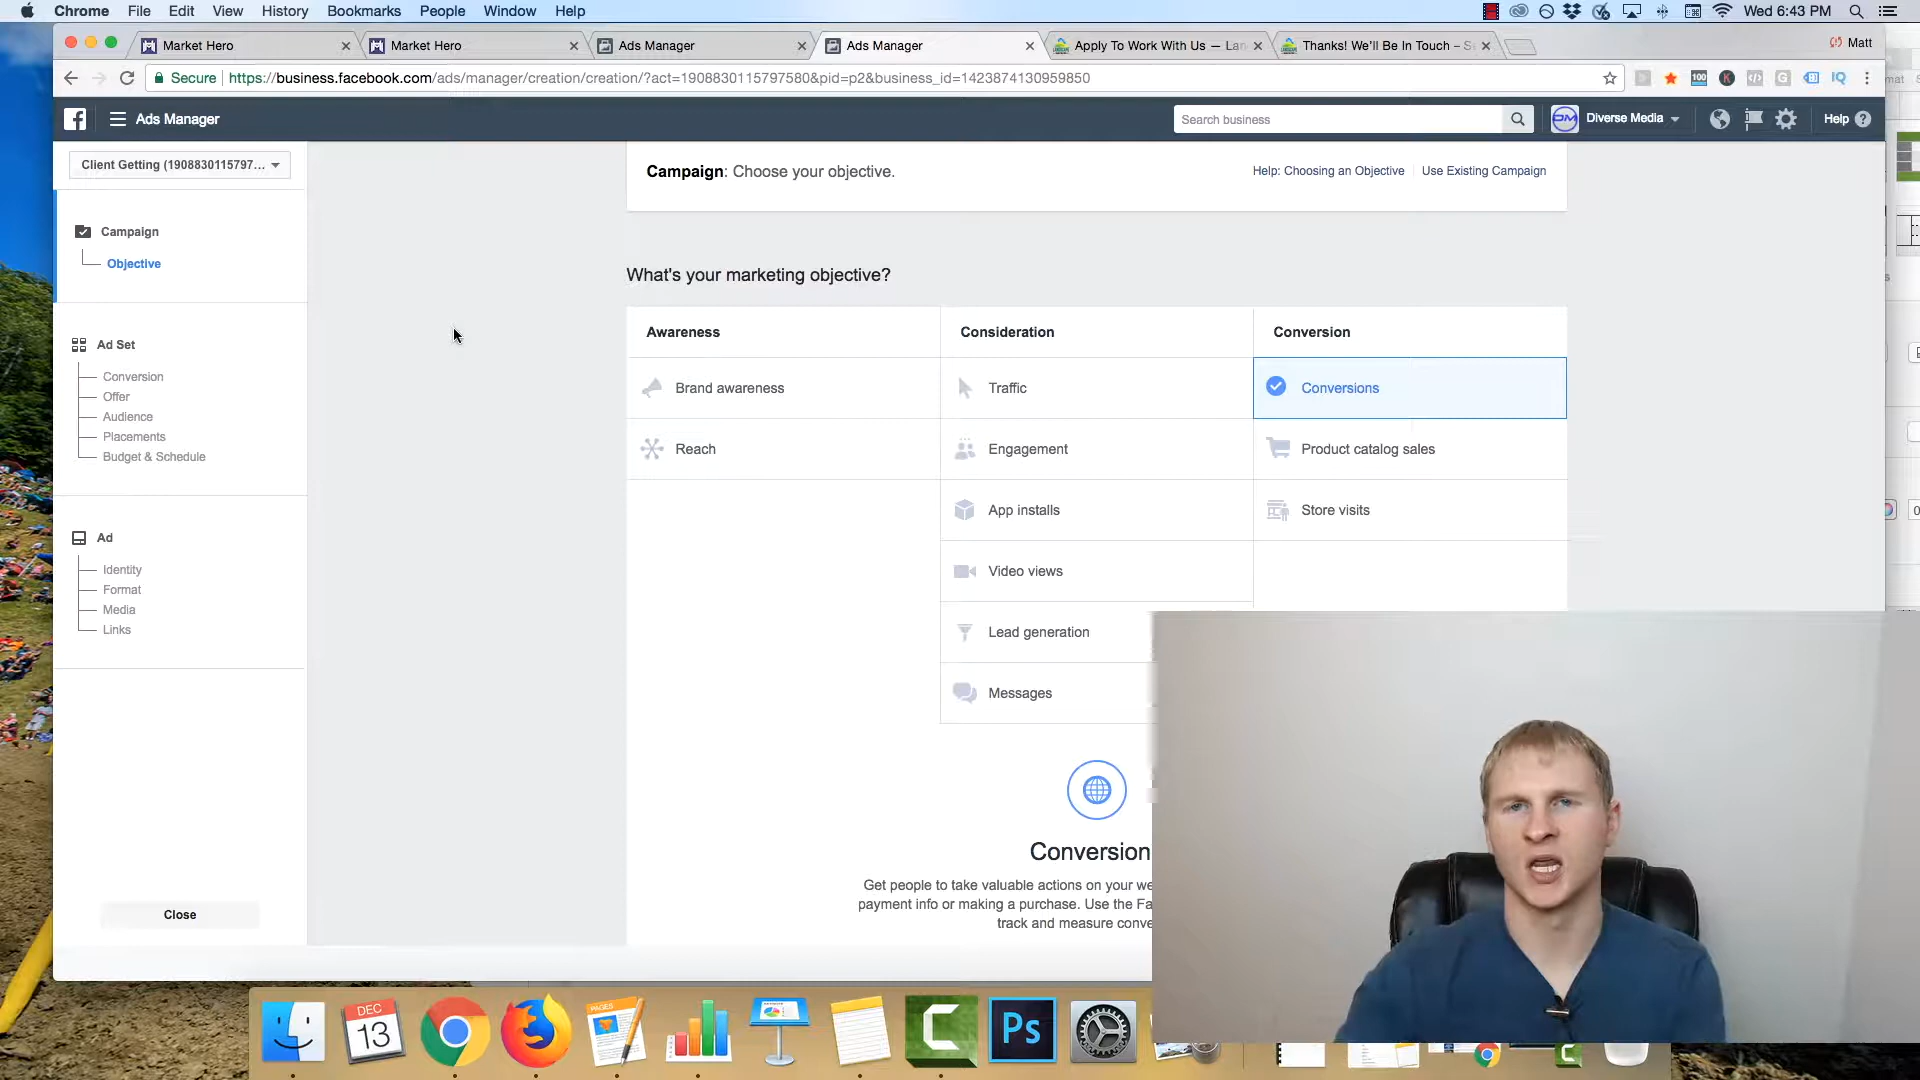 Chrome File Edit View History Bookmarks People Window Help
Wed 6:43 PM
Market Hero
Market Hero
Ads Manager
Ads Manager
Apply To Work With Us — Lan
Thanks! We'll Be In Touch – S
Matt
Secure https://business.facebook.com/ads/manager/creation/creation/?act=1908830115797580&pid=p2&business_id=1423874130959850
100
K
G
IQ
Ads Manager
Search business
DM
Diverse Media
Help ?
Client Getting (1908830115797...
Campaign: Choose your objective.
Help: Choosing an Objective
Use Existing Campaign
Campaign
Objective
What's your marketing objective?
Awareness
Consideration
Conversion
Brand awareness
Traffic
Conversions
Reach
Engagement
Product catalog sales
App installs
Store visits
Video views
Lead generation
Messages
Ad Set
Conversion
Offer
Audience
Placements
Budget & Schedule
Ad
Identity
Format
Media
Links
Conversion
Get people to take valuable actions on your we
payment info or making a purchase. Use the Fa
track and measure conve
Close
DEC
13
PAGES
Ps